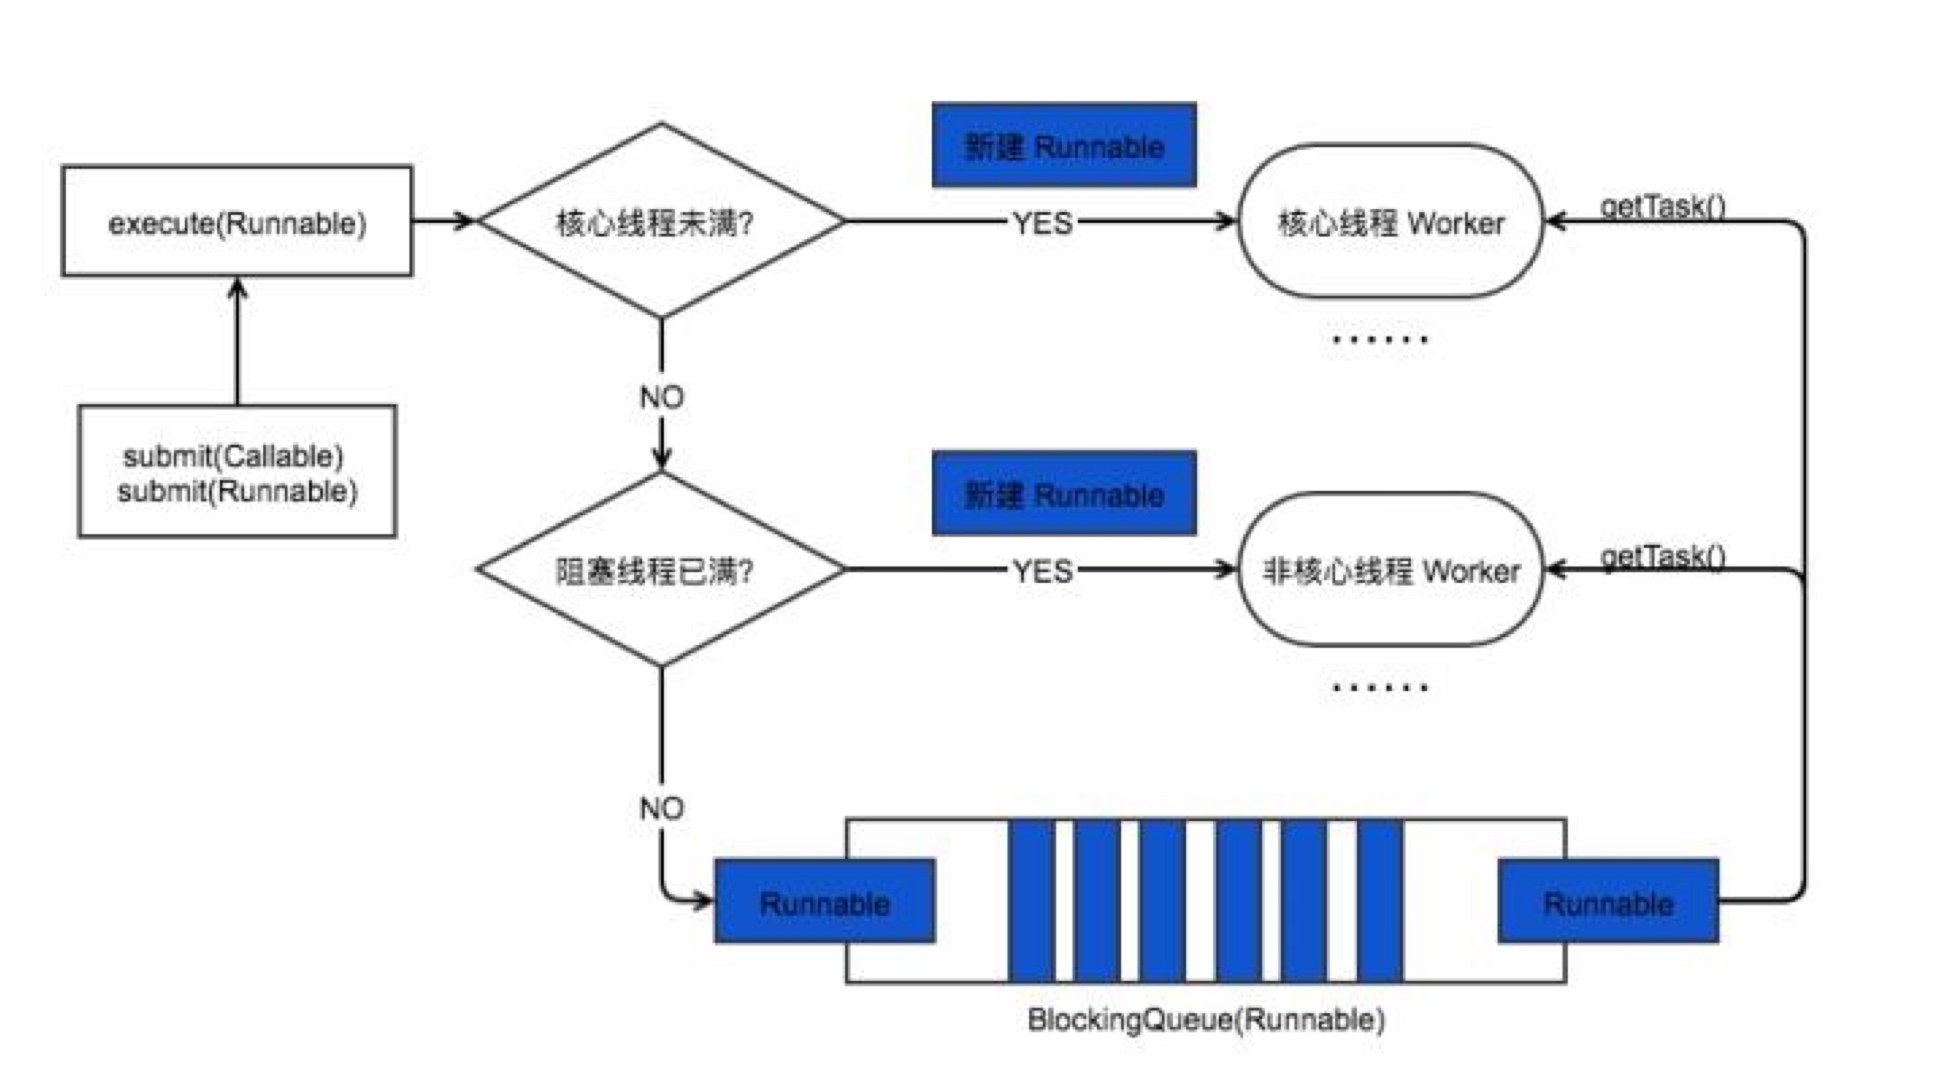 新建 Runnable
execute(Runnable)
核心线程未满?
YES
核心线程 Worker
getTask()
......
NO
submit(Callable)
submit(Runnable)
新建 Runnable
阻塞线程已满?
YES
非核心线程 Worker
getTask()
......
NO
Runnable
Runnable
BlockingQueue(Runnable)